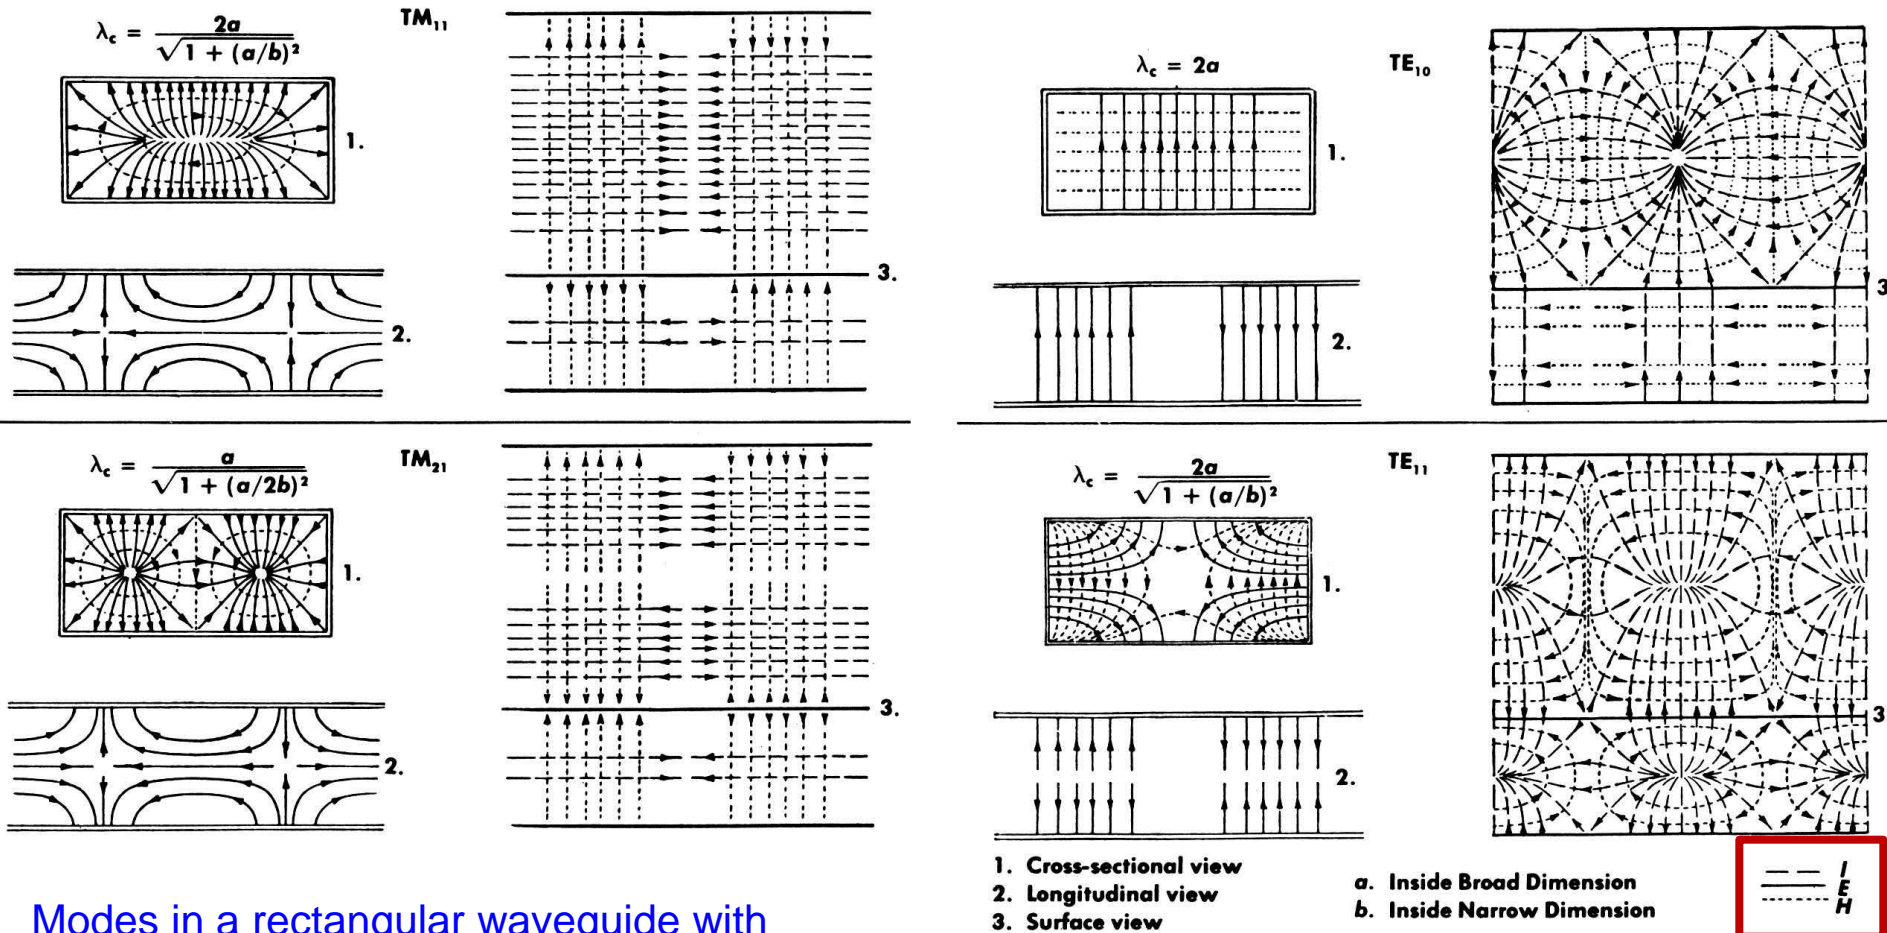 TM₁₁
λc = 2a / √1 + (a/b)²
1.
2.
3.
TE₁₀
λc = 2a
1.
2.
3
TM₂₁
λc = a / √1 + (a/2b)²
1.
2.
3.
TE₁₁
λc = 2a / √1 + (a/b)²
1.
2.
3
1. Cross-sectional view
2. Longitudinal view
3. Surface view
a. Inside Broad Dimension
b. Inside Narrow Dimension
I
E
H
Modes in a rectangular waveguide with